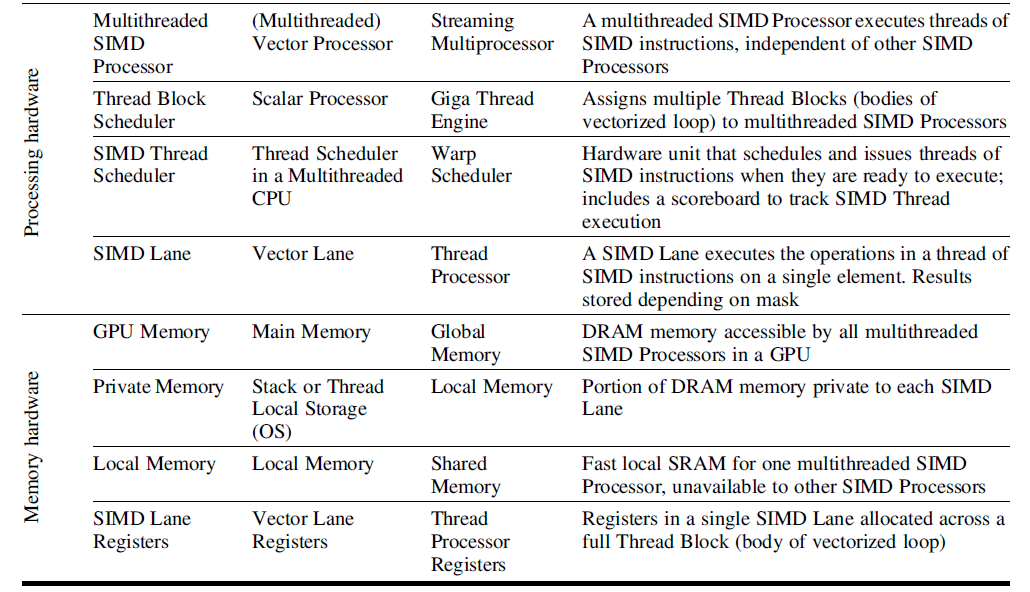 Processing hardware
Multithreaded
SIMD
Processor
(Multithreaded)
Vector Processor
Streaming
Multiprocessor
A multithreaded SIMD Processor executes threads of
SIMD instructions, independent of other SIMD
Processors
Thread Block
Scheduler
Scalar Processor
Giga Thread
Engine
Assigns multiple Thread Blocks (bodies of
vectorized loop) to multithreaded SIMD Processors
SIMD Thread
Scheduler
Thread Scheduler
in a Multithreaded
CPU
Warp
Scheduler
Hardware unit that schedules and issues threads of
SIMD instructions when they are ready to execute;
includes a scoreboard to track SIMD Thread
execution
SIMD Lane
Vector Lane
Thread
Processor
A SIMD Lane executes the operations in a thread of
SIMD instructions on a single element. Results
stored depending on mask
Memory hardware
GPU Memory
Main Memory
Global
Memory
DRAM memory accessible by all multithreaded
SIMD Processors in a GPU
Private Memory
Stack or Thread
Local Storage
(OS)
Local Memory
Portion of DRAM memory private to each SIMD
Lane
Local Memory
Local Memory
Shared
Memory
Fast local SRAM for one multithreaded SIMD
Processor, unavailable to other SIMD Processors
SIMD Lane
Registers
Vector Lane
Registers
Thread
Processor
Registers
Registers in a single SIMD Lane allocated across a
full Thread Block (body of vectorized loop)